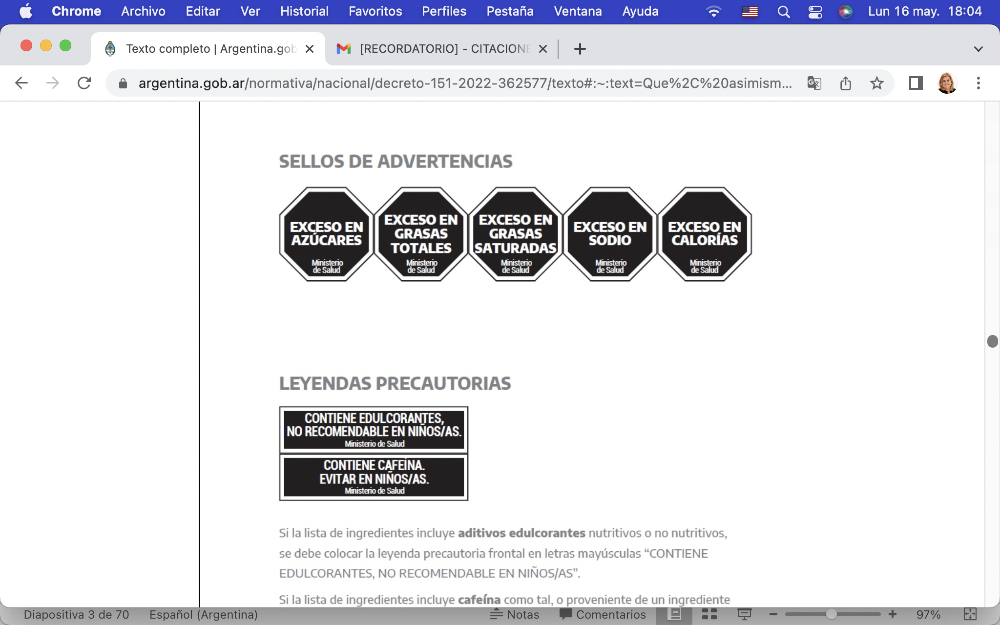 Chrome Archivo Editar Ver Historial Favoritos Perfiles Pestaña Ventana Ayuda Lun 16 may. 18:04
Texto completo | Argentina.gob [RECORDATORIO] - CITACIONE
argentina.gob.ar/normativa/nacional/decreto-151-2022-362577/texto#:~:text=Que%2C%20asimism...
SELLOS DE ADVERTENCIAS
EXCESO EN
AZÚCARES
Ministerio
de Salud
EXCESO EN
GRASAS
TOTALES
Ministerio
de Salud
EXCESO EN
GRASAS
SATURADAS
Ministerio
de Salud
EXCESO EN
SODIO
Ministerio
de Salud
EXCESO EN
CALORÍAS
Ministerio
de Salud
LEYENDAS PRECAUTORIAS
CONTIENE EDULCORANTES,
NO RECOMENDABLE EN NIÑOS/AS.
Ministerio de Salud
CONTIENE CAFEÍNA.
EVITAR EN NIÑOS/AS.
Ministerio de Salud
Si la lista de ingredientes incluye aditivos edulcorantes nutritivos o no nutritivos,
se debe colocar la leyenda precautoria frontal en letras mayúsculas “CONTIENE
EDULCORANTES, NO RECOMENDABLE EN NIÑOS/AS”.
Si la lista de ingredientes incluye cafeína como tal, o proveniente de un ingrediente
Diapositiva 3 de 70 Español (Argentina) Notas Comentarios 97%